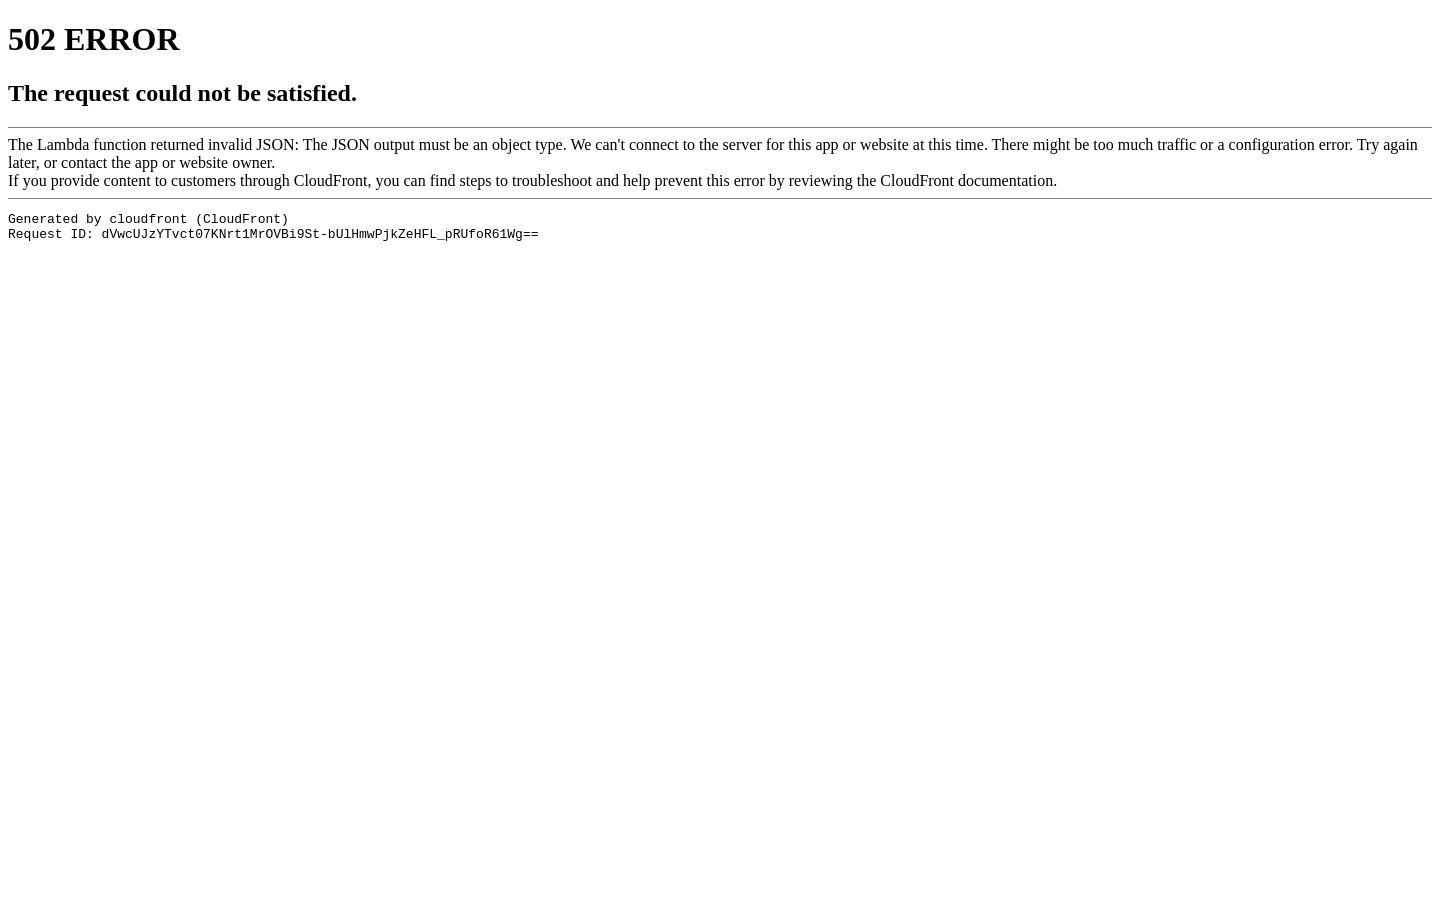 502 ERROR
The request could not be satisfied.
The Lambda function returned invalid JSON: The JSON output must be an object type. We can't connect to the server for this app or website at this time. There might be too much traffic or a configuration error. Try again
later, or contact the app or website owner.
If you provide content to customers through CloudFront, you can find steps to troubleshoot and help prevent this error by reviewing the CloudFront documentation.
Generated by cloudfront (CloudFront)
Request ID: dVwcUJzYTvct07KNrt1MrOVBi9St-bUlHmwPjkZeHFL_pRUfoR61Wg==